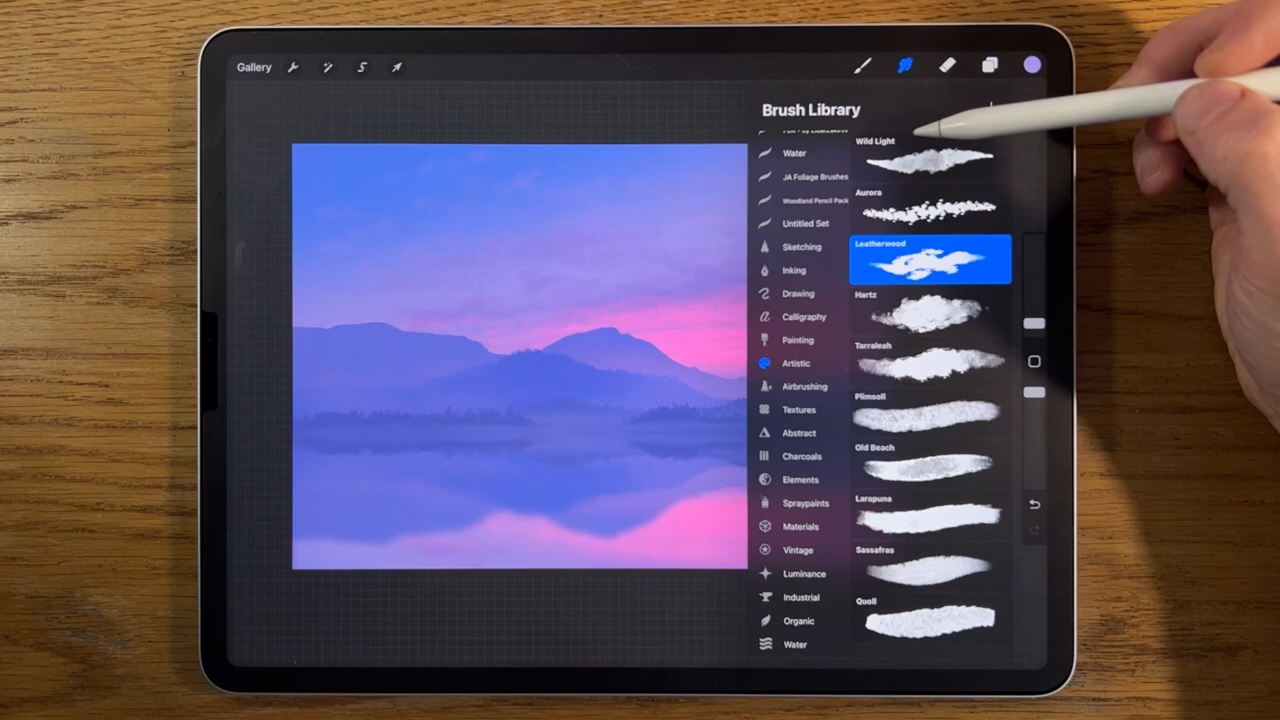 Gallery
Brush Library
Water
JA Foliage Brushes
Woodland Pencil Pack
Untitled Set
Sketching
Inking
Drawing
Calligraphy
Painting
Artistic
Airbrushing
Textures
Abstract
Charcoals
Elements
Spraypaints
Materials
Vintage
Luminance
Industrial
Organic
Water
Wild Light
Aurora
Leatherwood
Hartz
Tarraleah
Plimsoll
Old Beach
Larapuna
Sassafras
Quoll